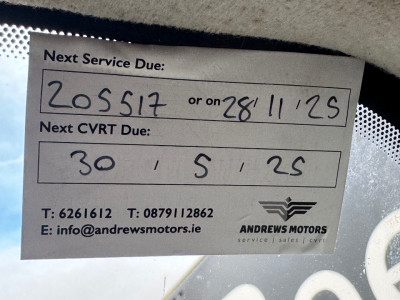 Next Service Due:
205517 or on 28/11/25
Next CVRT Due:
30/5/25
T: 6261612 T: 0879112862
E: info@andrewsmotors.ie
ANDREWS MOTORS
service | sales | cvrt